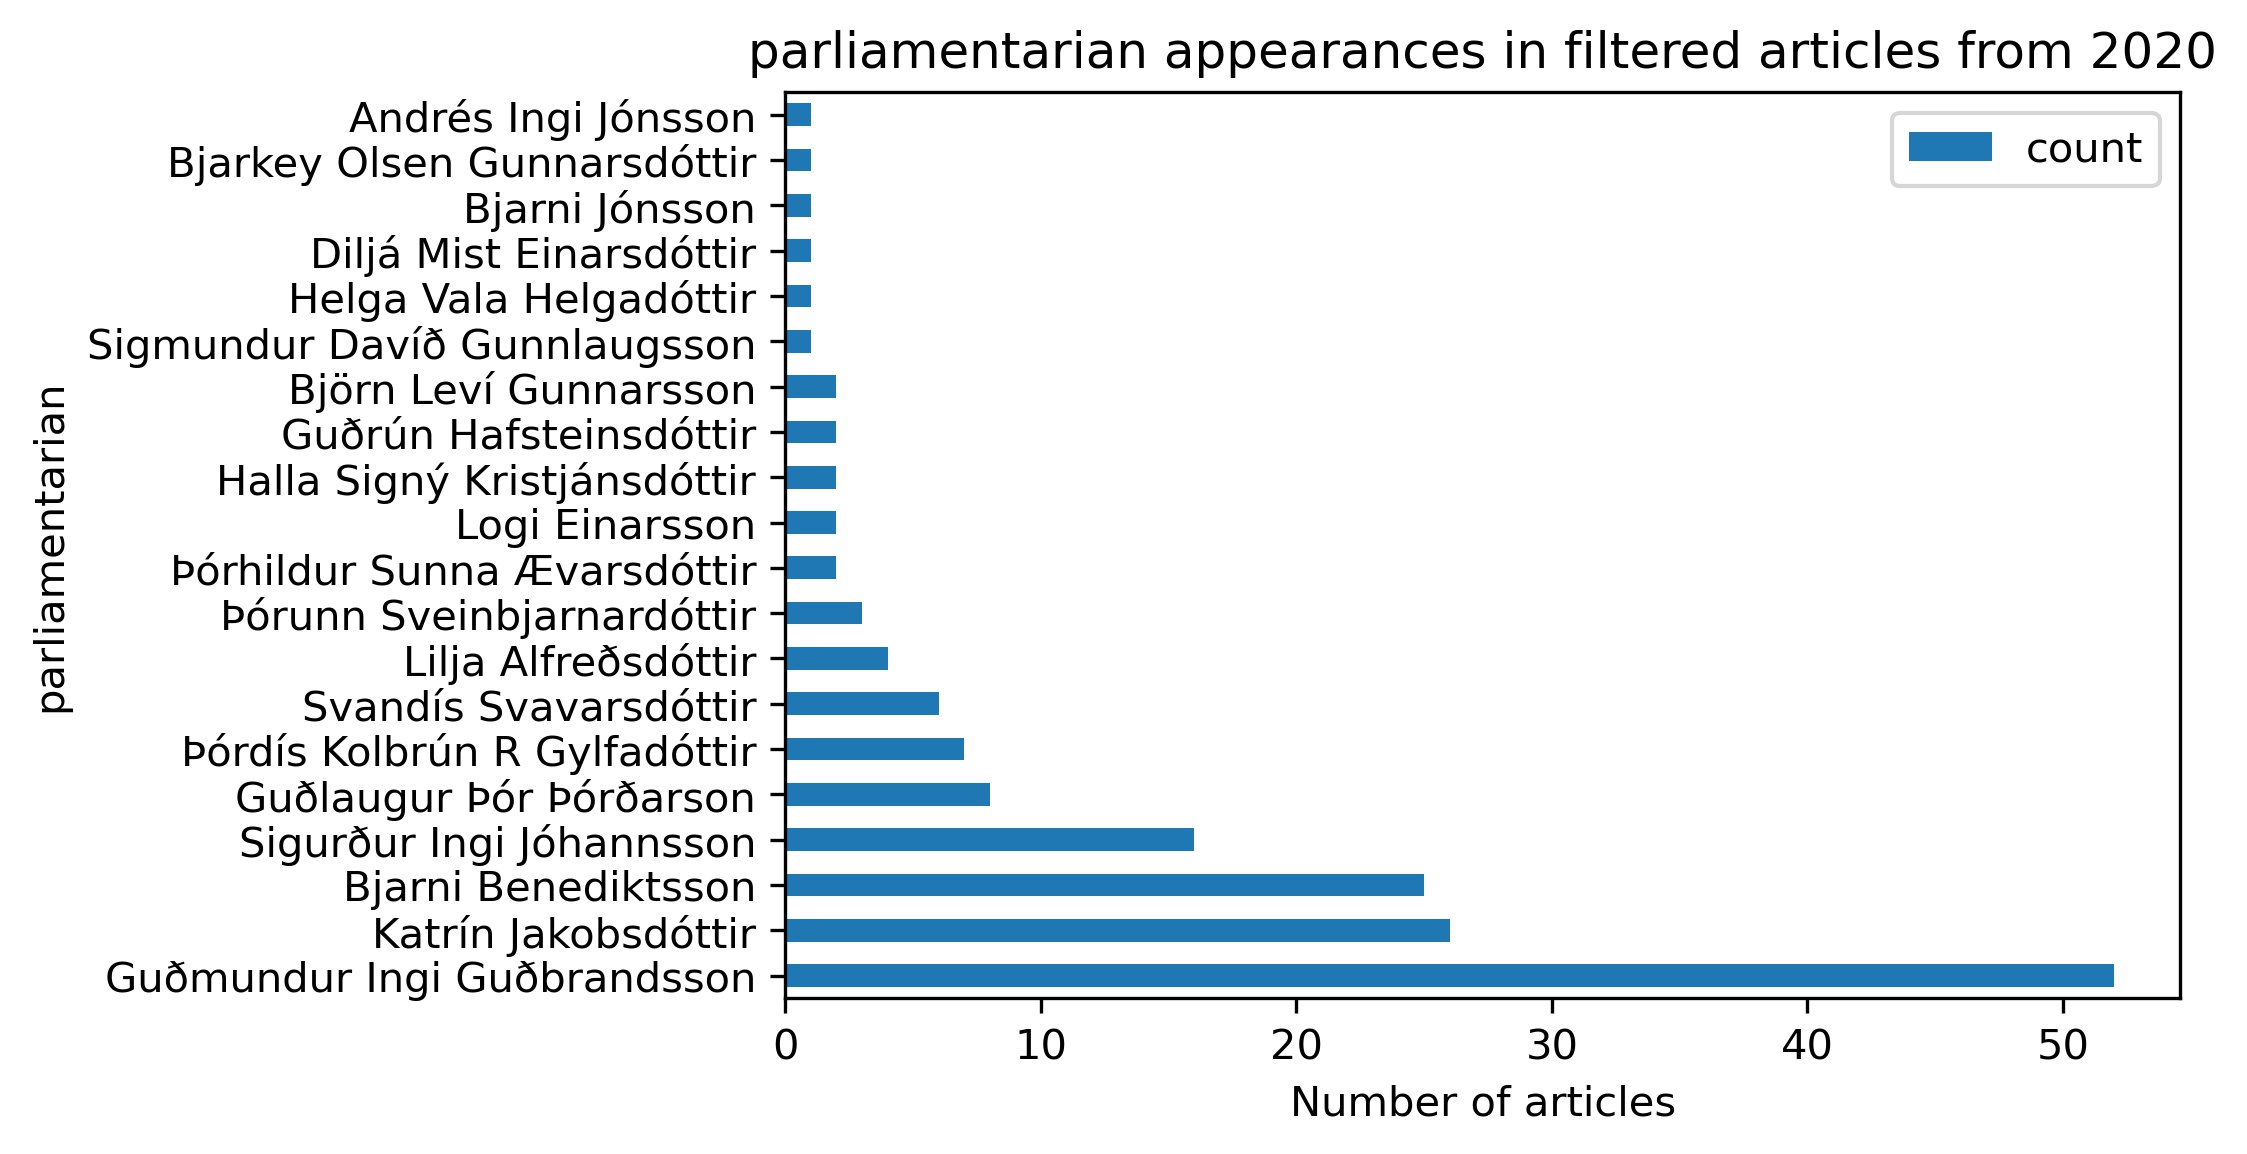 parliamentarian appearances in filtered articles from 2020
count
parliamentarian
Andrés Ingi Jónsson
Bjarkey Olsen Gunnarsdóttir
Bjarni Jónsson
Diljá Mist Einarsdóttir
Helga Vala Helgadóttir
Sigmundur Davíð Gunnlaugsson
Björn Leví Gunnarsson
Guðrún Hafsteinsdóttir
Halla Signý Kristjánsdóttir
Logi Einarsson
Þórhildur Sunna Ævarsdóttir
Þórunn Sveinbjarnardóttir
Lilja Alfreðsdóttir
Svandís Svavarsdóttir
Þórdís Kolbrún R Gylfadóttir
Guðlaugur Þór Þórðarson
Sigurður Ingi Jóhannsson
Bjarni Benediktsson
Katrín Jakobsdóttir
Guðmundur Ingi Guðbrandsson
0 10 20 30 40 50
Number of articles